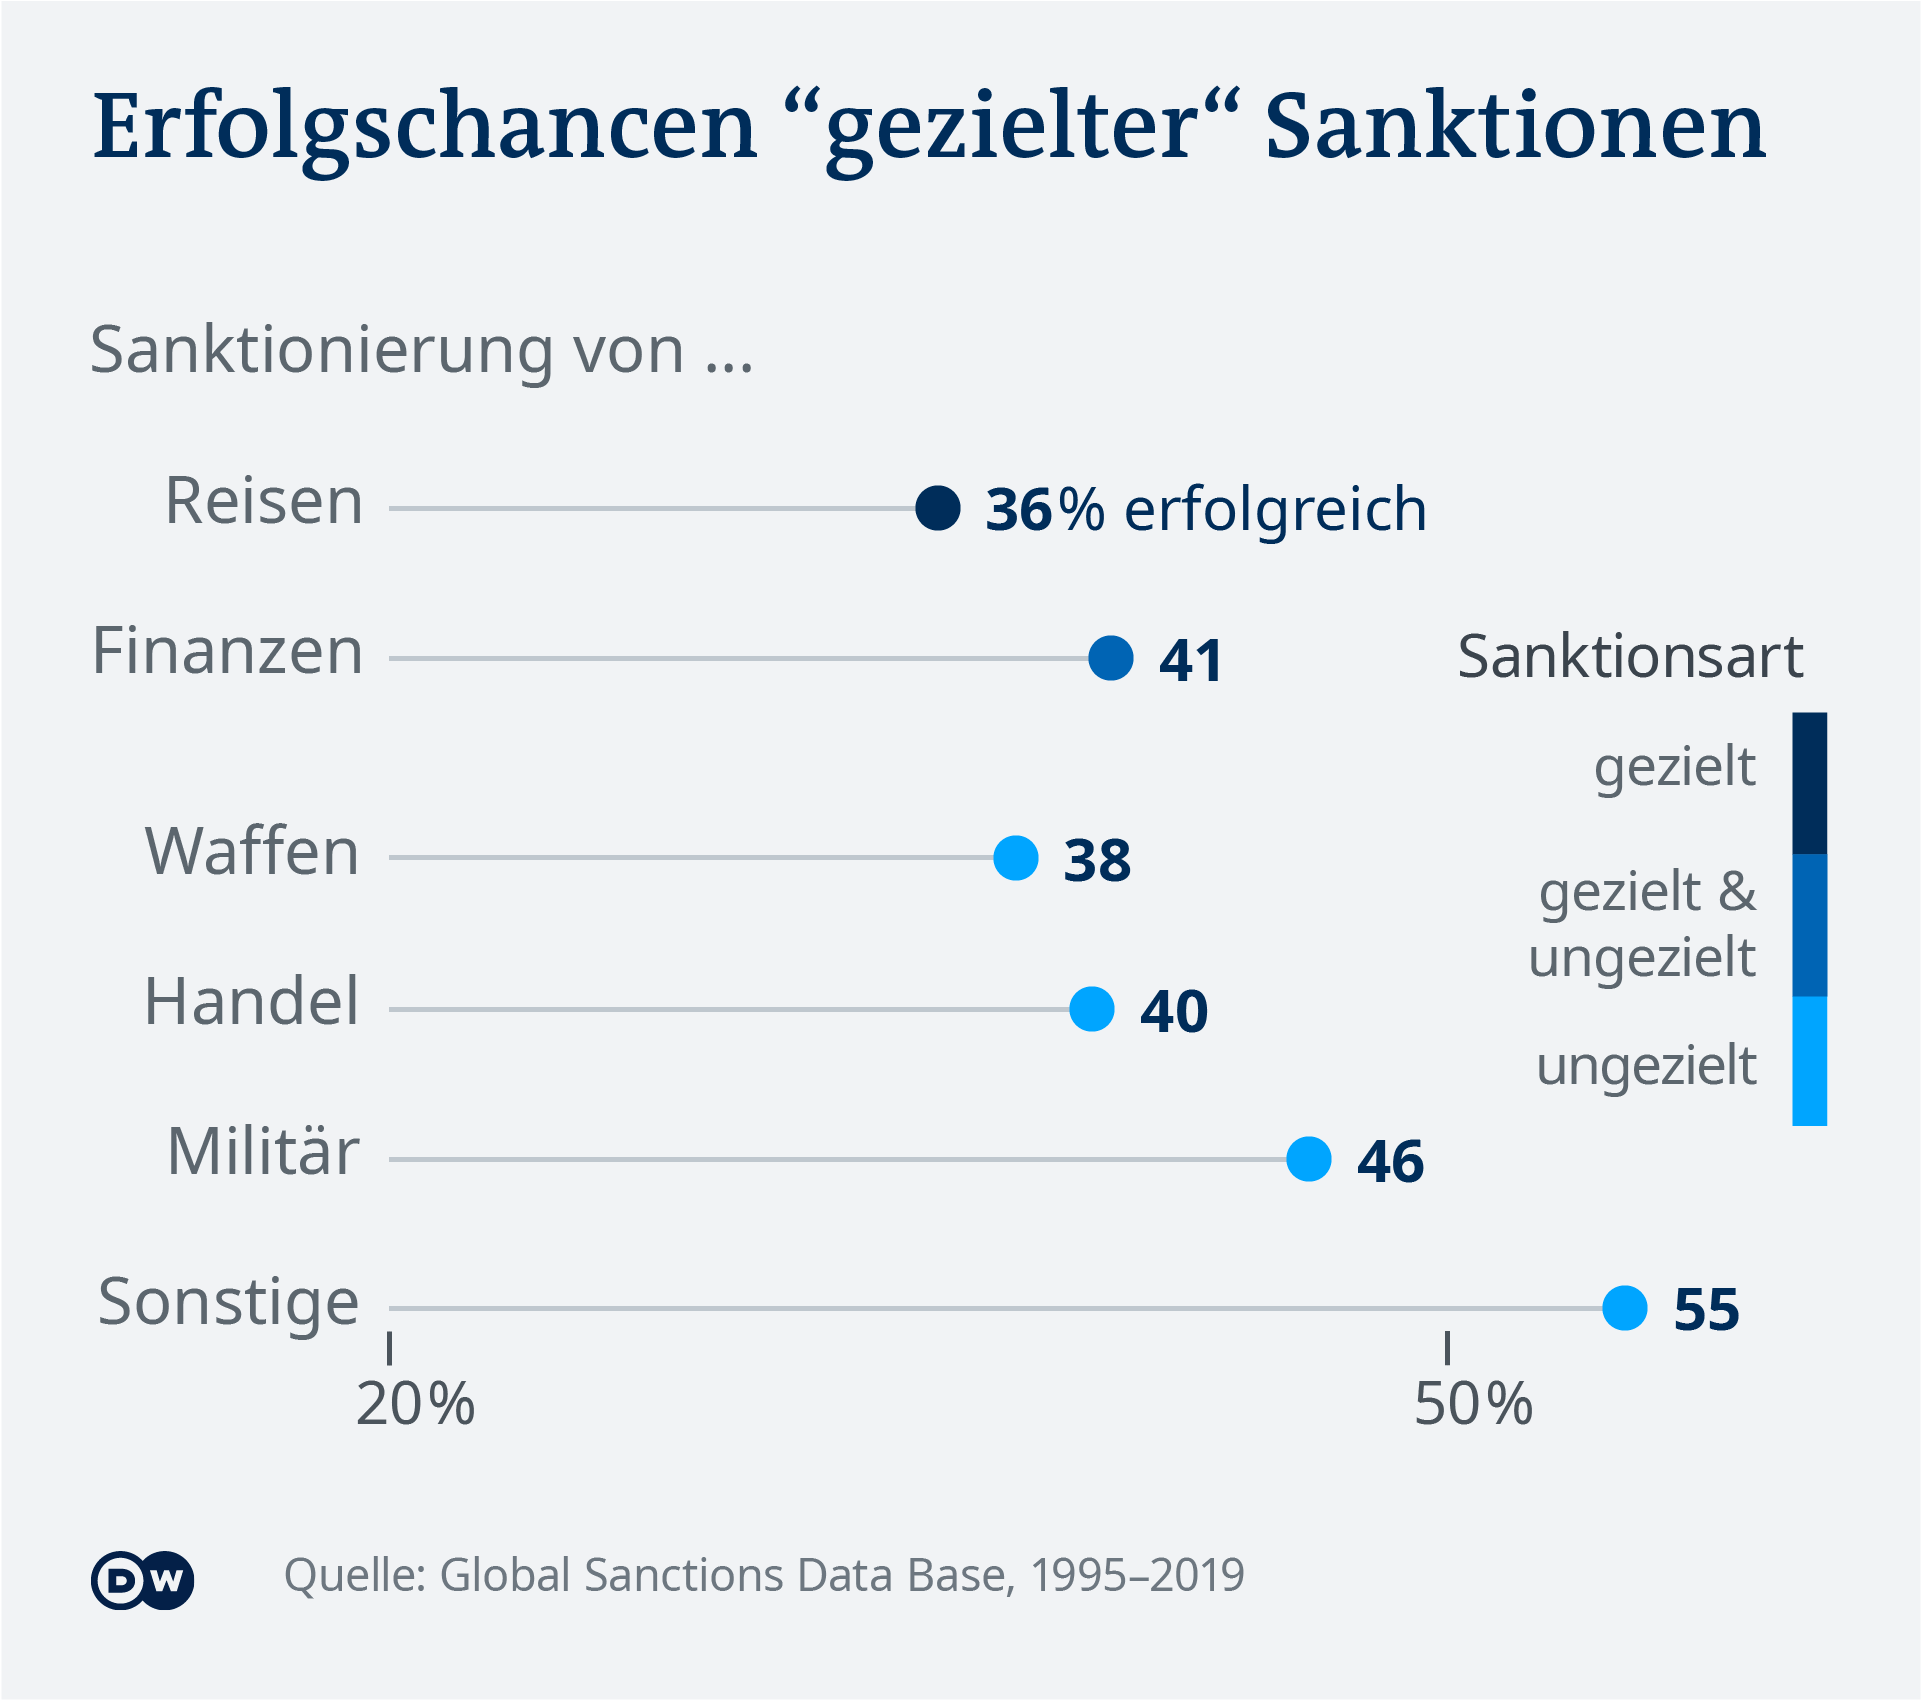 Erfolgschancen “gezielter“ Sanktionen
Sanktionierung von ...
Reisen 36% erfolgreich
Finanzen 41
Waffen 38
Handel 40
Militär 46
Sonstige 55
20% 50%
Sanktionsart
gezielt
gezielt &
ungezielt
ungezielt
DW Quelle: Global Sanctions Data Base, 1995–2019